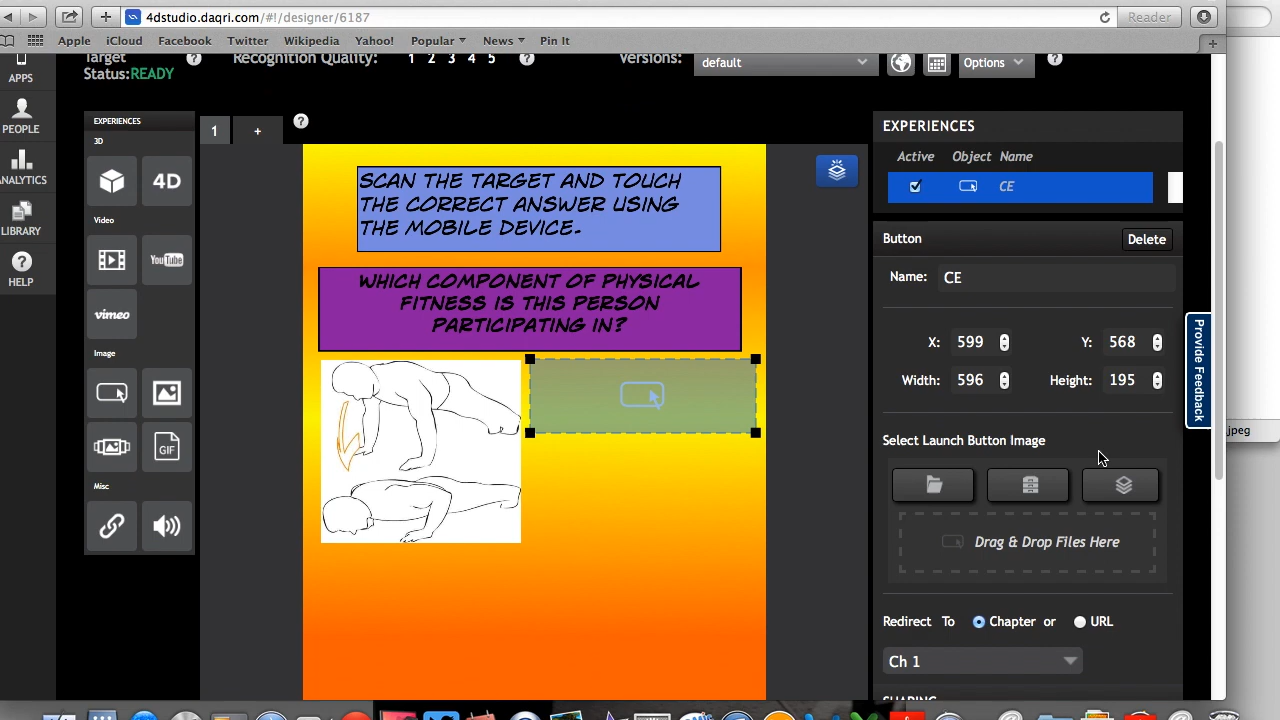 4dstudio.daqri.com/#!/designer/6187
Reader
Apple iCloud Facebook Twitter Wikipedia Yahoo! Popular News Pin It
Target Recognition Quality: 1 2 3 4 5 Versions: default Options
Status:READY
APPS
PEOPLE
ANALYTICS
LIBRARY
HELP
EXPERIENCES
3D
4D
Video
YouTube
vimeo
Image
GIF
Misc
1 +
SCAN THE TARGET AND TOUCH
THE CORRECT ANSWER USING
THE MOBILE DEVICE.
WHICH COMPONENT OF PHYSICAL
FITNESS IS THIS PERSON
PARTICIPATING IN?
EXPERIENCES
Active Object Name
CE
Button Delete
Name: CE
X: 599 Y: 568
Width: 596 Height: 195
Select Launch Button Image
Drag & Drop Files Here
Redirect To Chapter or URL
Ch 1
SHARING
Provide Feedback
.jpeg